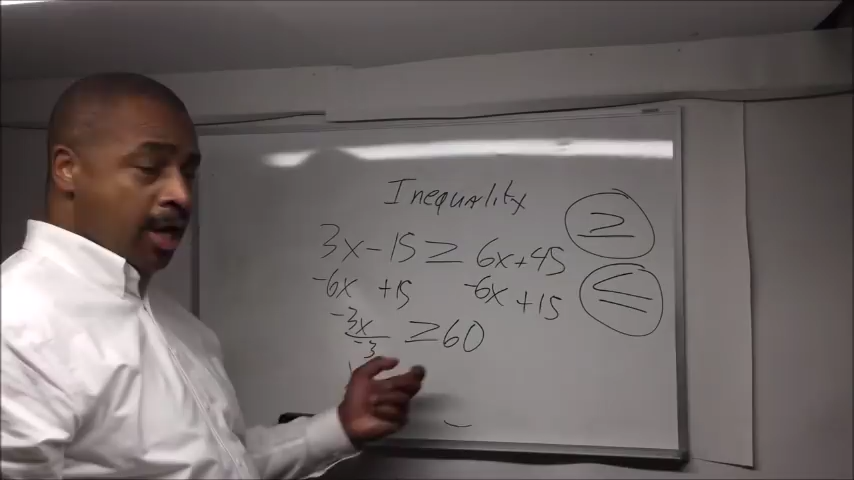 Inequality
3x-15≥6x+45
-6x +15 -6x +15
-3x ≥60
-3
≥
≤